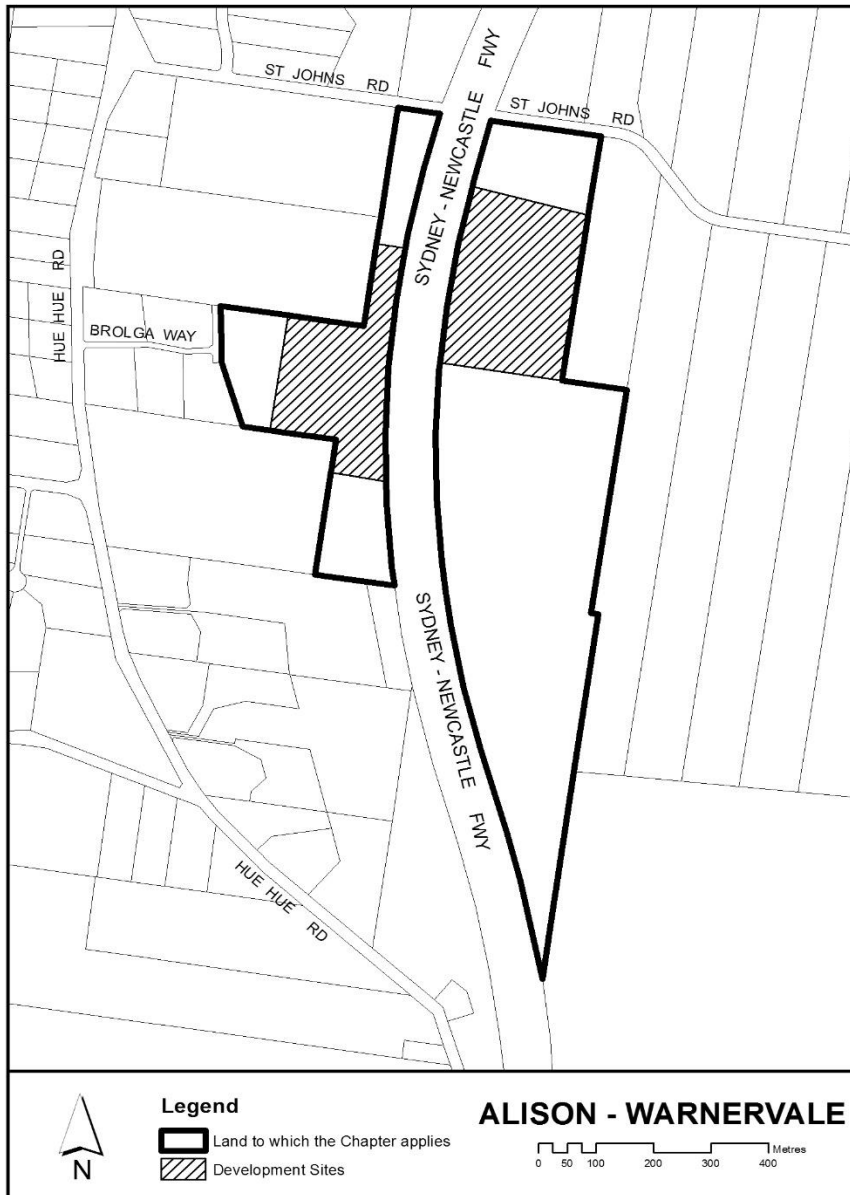 ST JOHNS RD
SYDNEY - NEWCASTLE FWY
ST JOHNS RD
HUE HUE RD
BROLGA WAY
SYDNEY - NEWCASTLE FWY
HUE HUE RD
N
Legend
Land to which the Chapter applies
Development Sites
ALISON - WARNERVALE
Metres
0 50 100 200 300 400